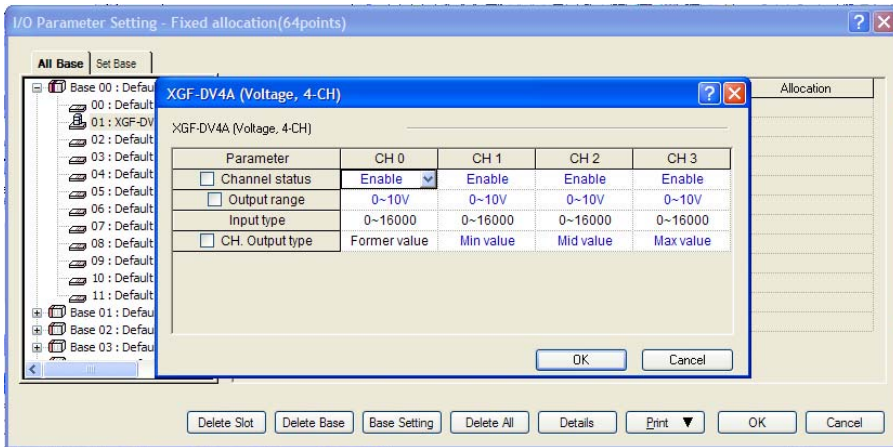 I/O Parameter Setting - Fixed allocation(64points)
All Base Set Base
Base 00 : Defau
00 : Default
01 : XGF-DV
02 : Default
03 : Default
04 : Default
05 : Default
06 : Default
07 : Default
08 : Default
09 : Default
10 : Default
11 : Default
Base 01 : Defau
Base 02 : Defau
Base 03 : Defau
Allocation
XGF-DV4A (Voltage, 4-CH)
XGF-DV4A (Voltage, 4-CH)
Parameter CH 0 CH 1 CH 2 CH 3
Channel status Enable Enable Enable Enable
Output range 0~10V 0~10V 0~10V 0~10V
Input type 0~16000 0~16000 0~16000 0~16000
CH. Output type Former value Min value Mid value Max value
OK Cancel
Delete Slot Delete Base Base Setting Delete All Details Print ▼ OK Cancel